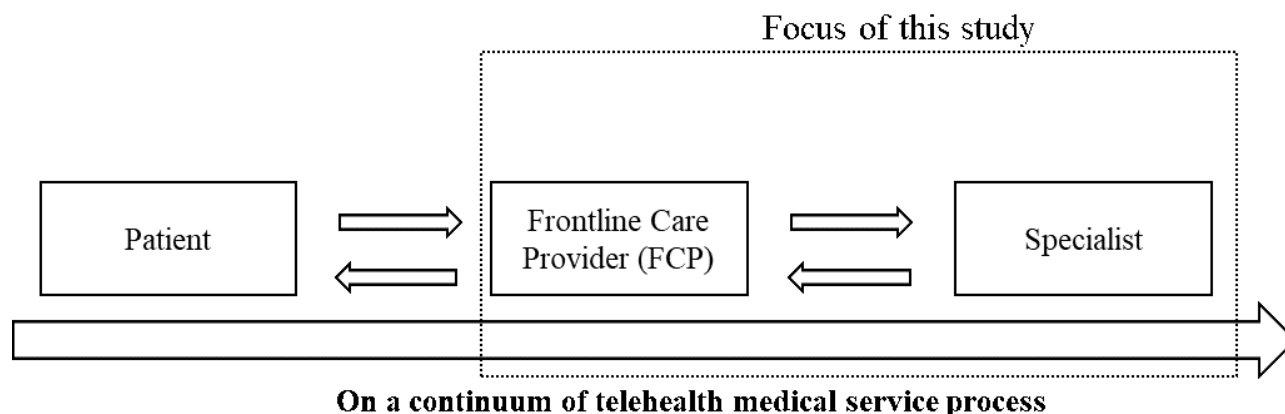 Focus of this study
Patient
Frontline Care
Provider (FCP)
Specialist
On a continuum of telehealth medical service process